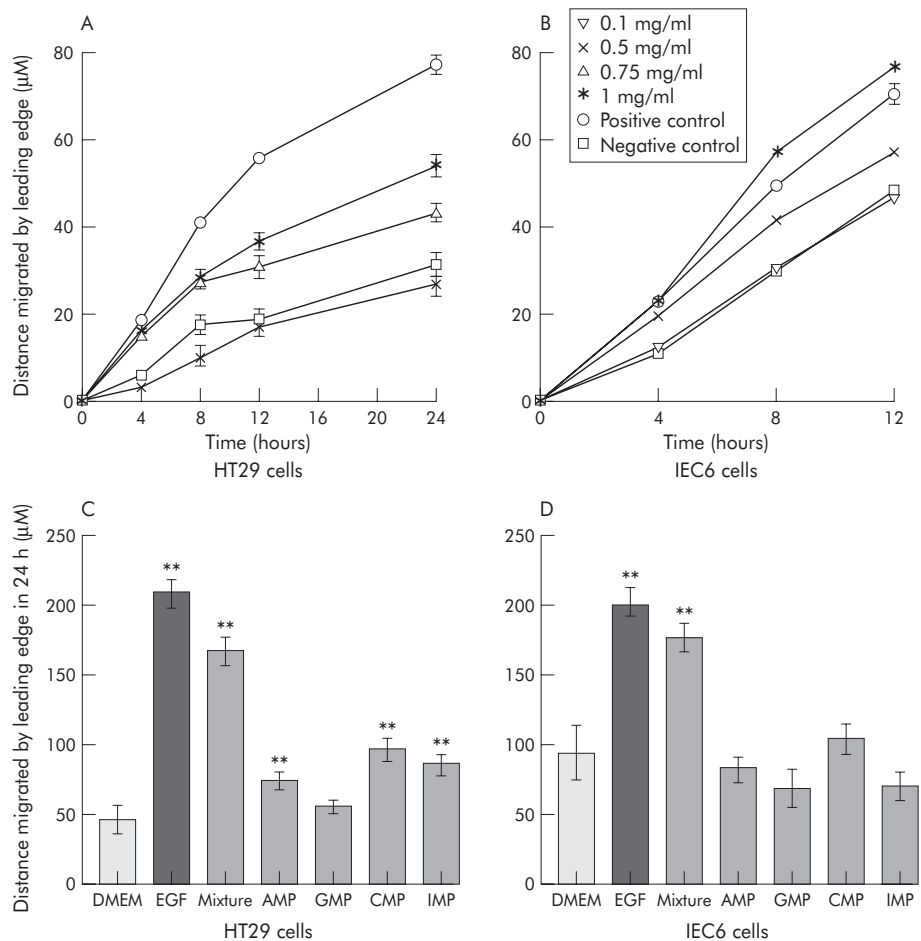 A
Distance migrated by leading edge (µM)
80
60
40
20
0
0 4 8 12 16 20 24
Time (hours)
HT29 cells
B
0.1 mg/ml
0.5 mg/ml
0.75 mg/ml
1 mg/ml
Positive control
Negative control
80
60
40
20
0
0 4 8 12
Time (hours)
IEC6 cells
C
Distance migrated by leading edge in 24 h (µM)
250
200
150
100
50
0
** ** ** ** **
DMEM EGF Mixture AMP GMP CMP IMP
HT29 cells
D
250
200
150
100
50
0
** **
DMEM EGF Mixture AMP GMP CMP IMP
IEC6 cells